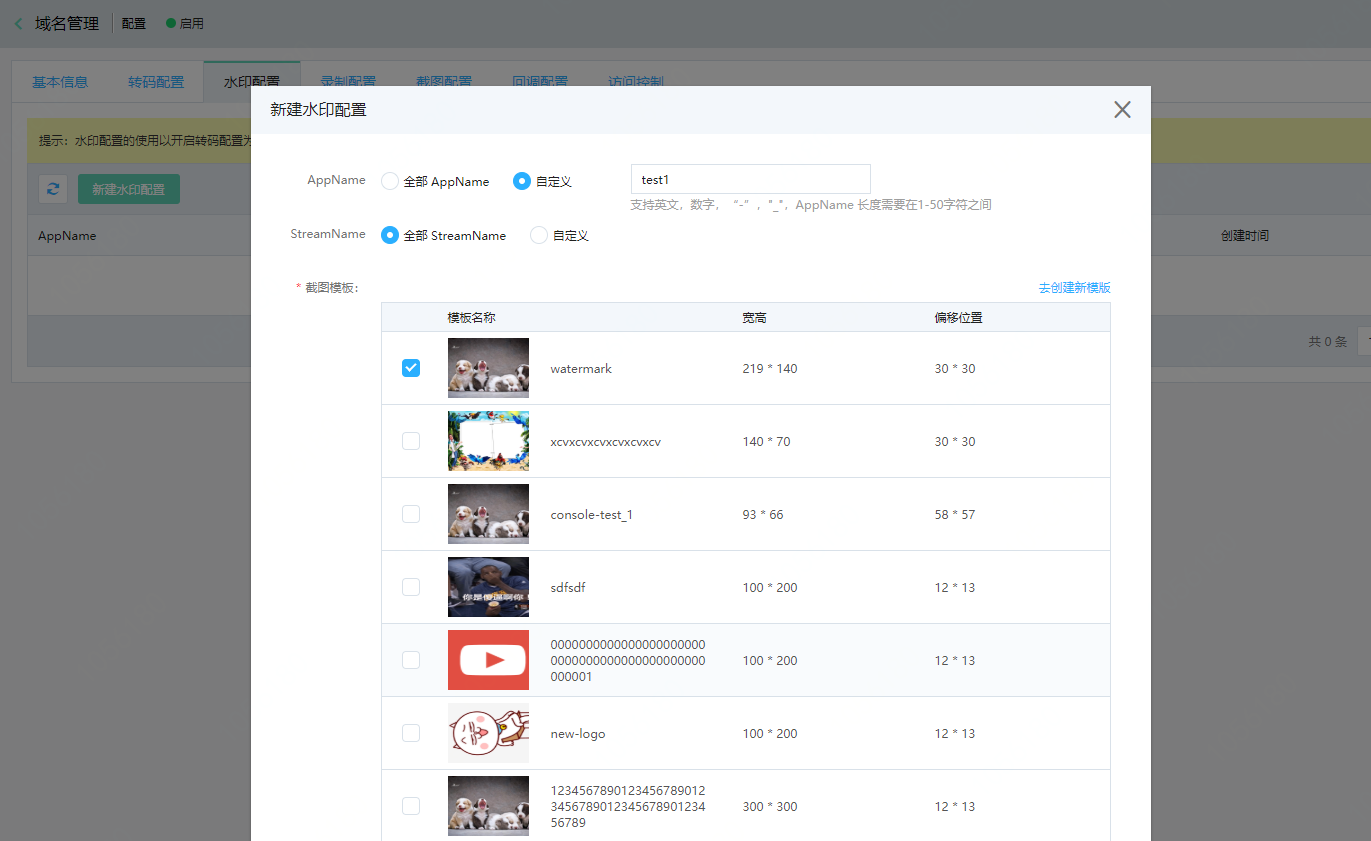 域名管理 配置 启用
基本信息 转码配置 水印配置 录制配置 截图配置 回调配置 访问控制
新建水印配置
提示：水印配置的使用以开启转码配置为
AppName 全部 AppName 自定义 test1
新建水印配置
支持英文，数字， “-” ，"_"，AppName 长度需要在1-50字符之间
AppName
StreamName 全部 StreamName 自定义
创建时间
* 截图模板：
去创建新模版
模板名称 宽高 偏移位置
共 0 条
watermark 219 * 140 30 * 30
xcvxcvxcvxcvxcvxcv 140 * 70 30 * 30
console-test_1 93 * 66 58 * 57
sdfsdf 100 * 200 12 * 13
你是傻逼啊你！
0000000000000000000000
0000000000000000000000
000001
100 * 200 12 * 13
new-logo 100 * 200 12 * 13
1234567890123456789012
3456789012345678901234
56789
300 * 300 12 * 13